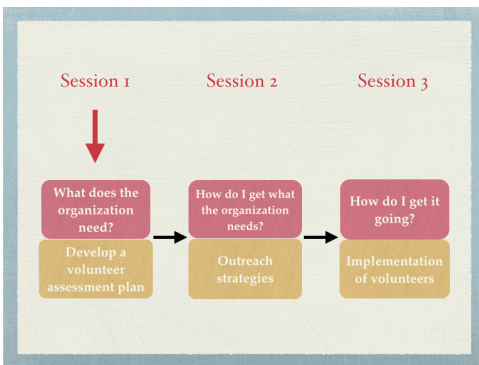 Session 1
Session 2
Session 3
What does the
organization
need?
Develop a
volunteer
assessment plan
How do I get what
the organization
needs?
Outreach
strategies
How do I get it
going?
Implementation
of volunteers